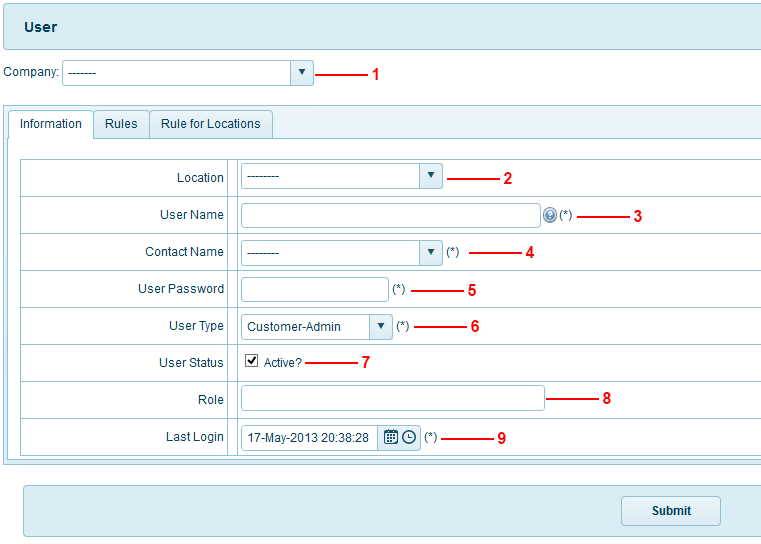 User
Company: ------- 1
Information Rules Rule for Locations
Location -------- 2
User Name (*) 3
Contact Name -------- (*) 4
User Password (*) 5
User Type Customer-Admin (*) 6
User Status Active? 7
Role 8
Last Login 17-May-2013 20:38:28 (*) 9
Submit